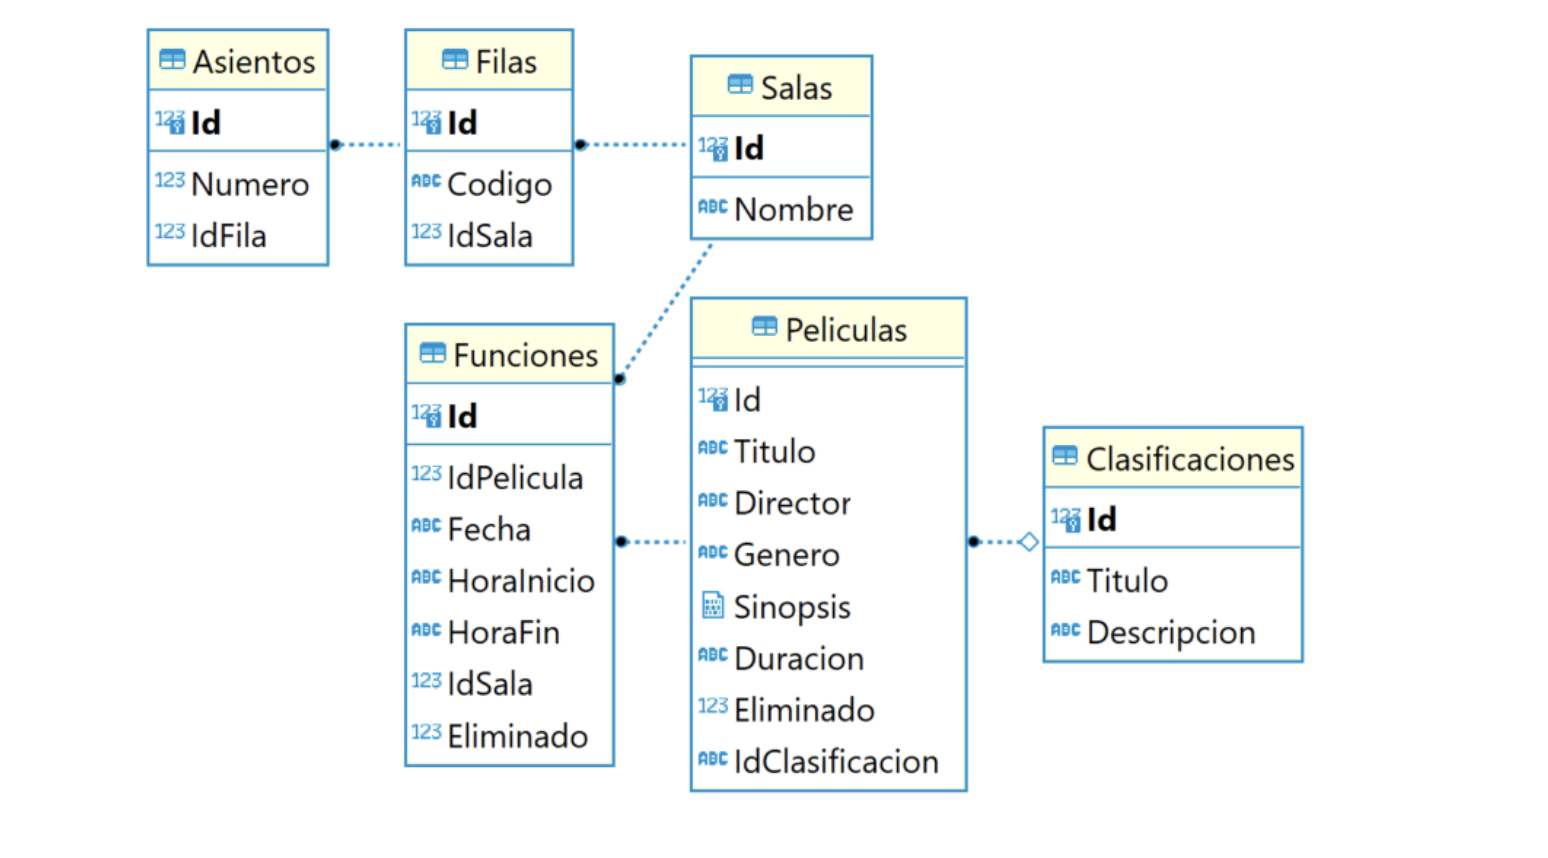 Asientos
123 Id
123 Numero
123 IdFila
Filas
123 Id
ABC Codigo
123 IdSala
Salas
123 Id
ABC Nombre
Funciones
123 Id
123 IdPelicula
ABC Fecha
ABC HoraInicio
ABC HoraFin
123 IdSala
123 Eliminado
Peliculas
123 Id
ABC Titulo
ABC Director
ABC Genero
Sinopsis
ABC Duracion
123 Eliminado
ABC IdClasificacion
Clasificaciones
123 Id
ABC Titulo
ABC Descripcion